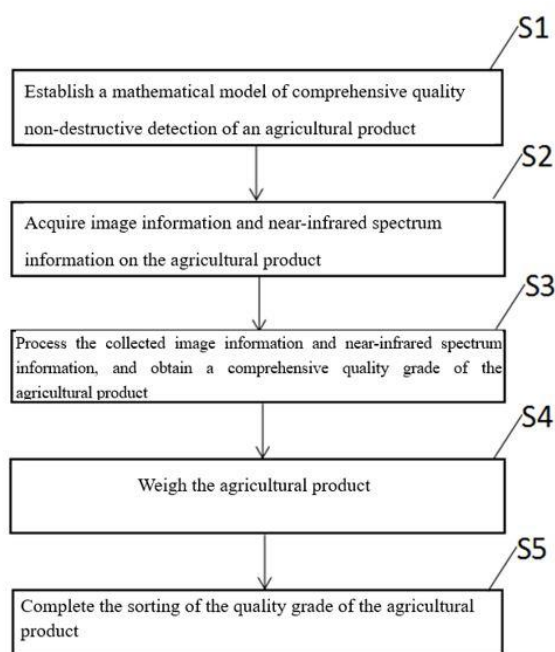 S1
Establish a mathematical model of comprehensive quality
non-destructive detection of an agricultural product
S2
Acquire image information and near-infrared spectrum
information on the agricultural product
S3
Process the collected image information and near-infrared spectrum
information, and obtain a comprehensive quality grade of the
agricultural product
S4
Weigh the agricultural product
S5
Complete the sorting of the quality grade of the agricultural
product